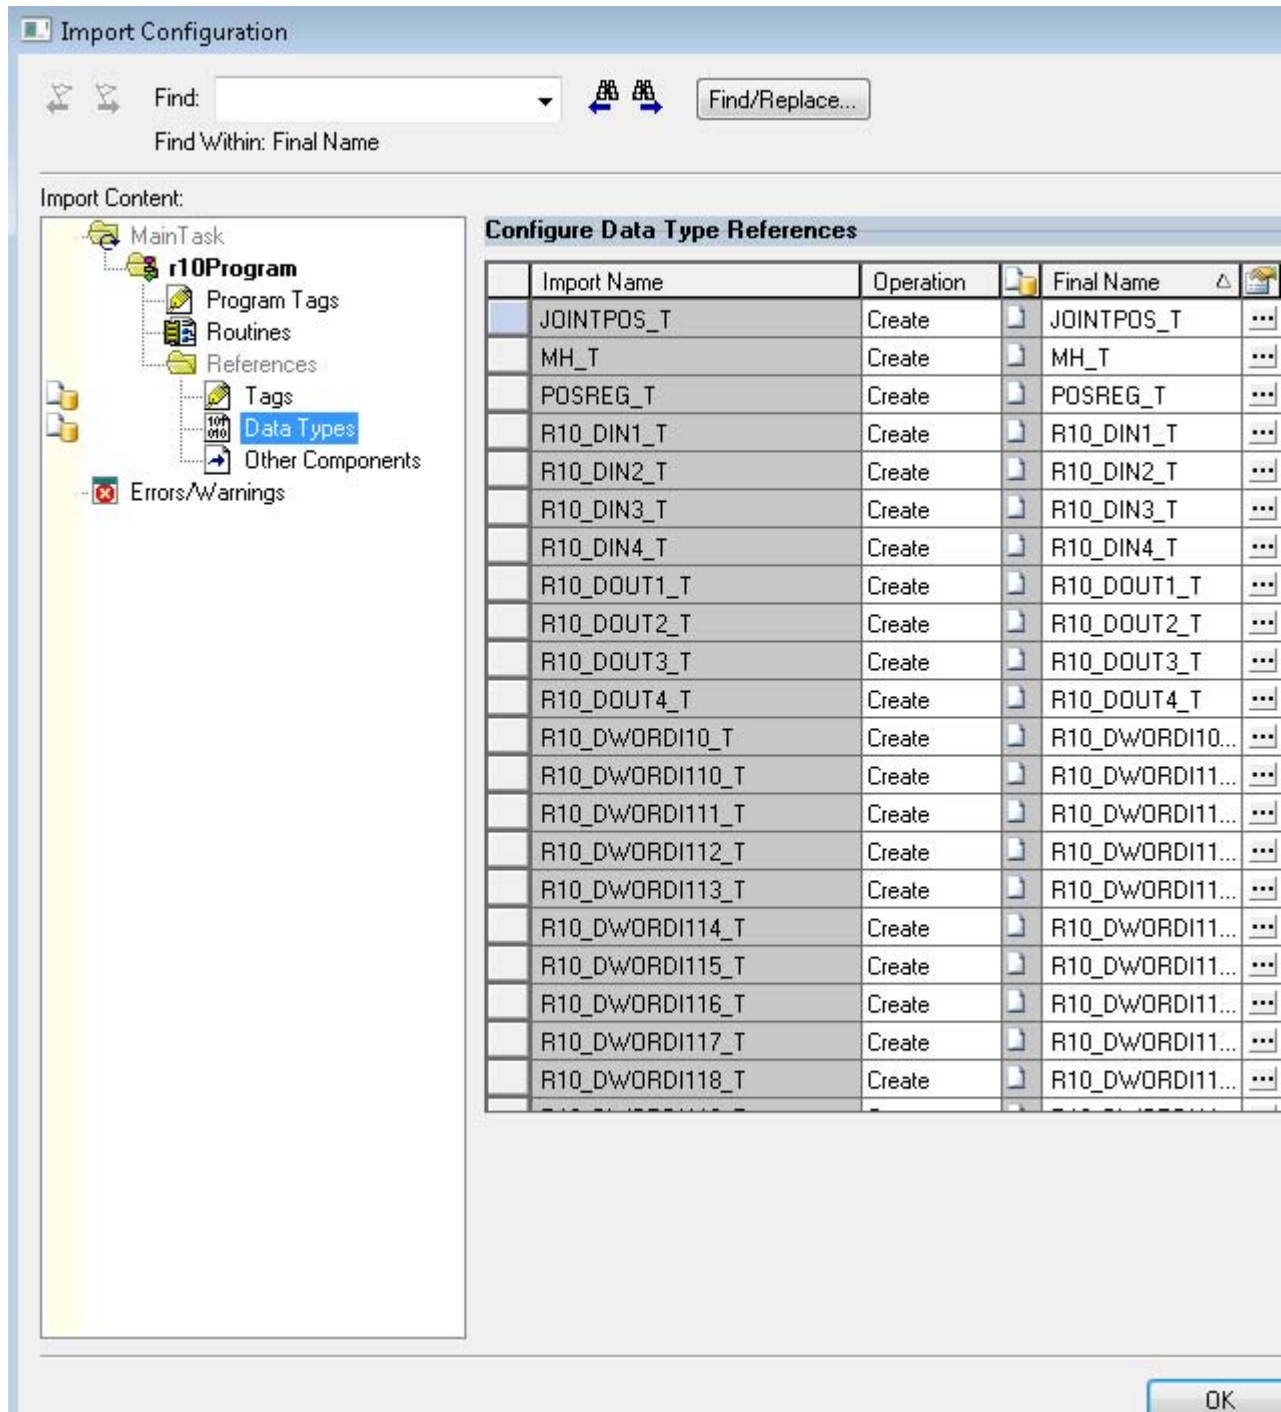 Import Configuration
Find:
Find/Replace...
Find Within: Final Name
Import Content:
MainTask
r10Program
Program Tags
Routines
References
Tags
Data Types
Other Components
Errors/Warnings
Configure Data Type References
Import Name Operation Final Name
JOINTPOS_T Create JOINTPOS_T ...
MH_T Create MH_T ...
POSREG_T Create POSREG_T ...
R10_DIN1_T Create R10_DIN1_T ...
R10_DIN2_T Create R10_DIN2_T ...
R10_DIN3_T Create R10_DIN3_T ...
R10_DIN4_T Create R10_DIN4_T ...
R10_DOUT1_T Create R10_DOUT1_T ...
R10_DOUT2_T Create R10_DOUT2_T ...
R10_DOUT3_T Create R10_DOUT3_T ...
R10_DOUT4_T Create R10_DOUT4_T ...
R10_DWORDI10_T Create R10_DWORDI10... ...
R10_DWORDI110_T Create R10_DWORDI11... ...
R10_DWORDI111_T Create R10_DWORDI11... ...
R10_DWORDI112_T Create R10_DWORDI11... ...
R10_DWORDI113_T Create R10_DWORDI11... ...
R10_DWORDI114_T Create R10_DWORDI11... ...
R10_DWORDI115_T Create R10_DWORDI11... ...
R10_DWORDI116_T Create R10_DWORDI11... ...
R10_DWORDI117_T Create R10_DWORDI11... ...
R10_DWORDI118_T Create R10_DWORDI11... ...
OK